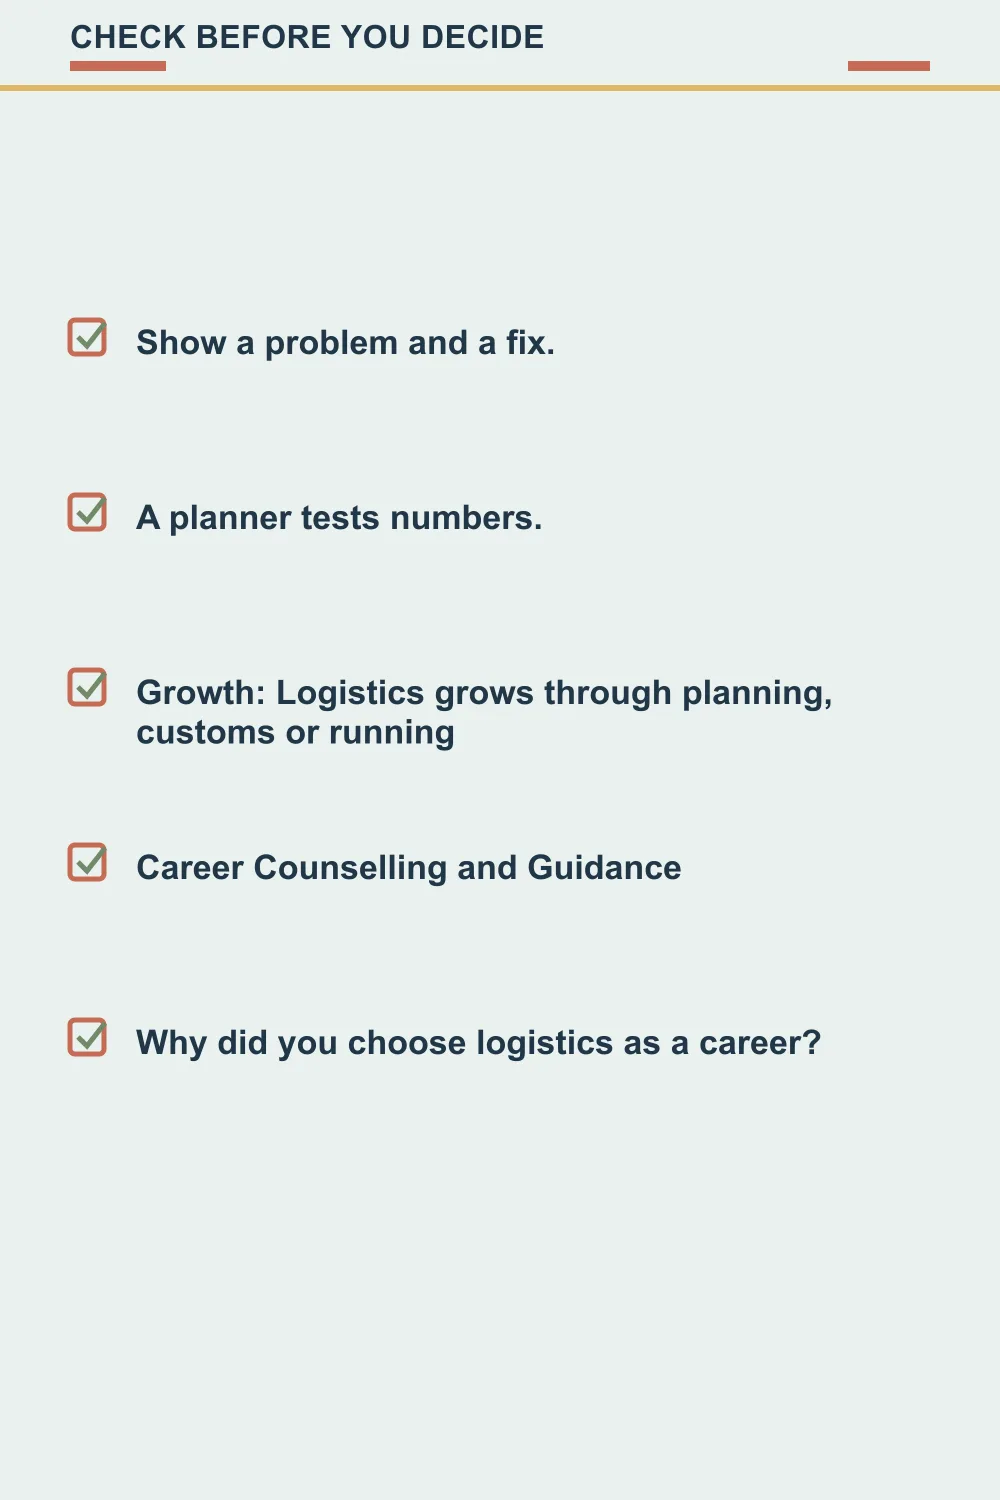 CHECK BEFORE YOU DECIDE
Show a problem and a fix.
A planner tests numbers.
Growth: Logistics grows through planning,
customs or running
Career Counselling and Guidance
Why did you choose logistics as a career?